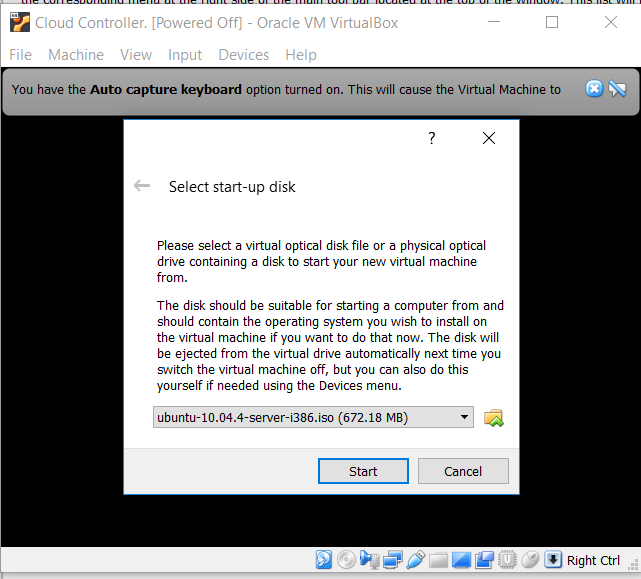 the corresponding menu at the right side of the main tool bar located at the top of the window. This list will
Cloud Controller. [Powered Off] - Oracle VM VirtualBox
File Machine View Input Devices Help
You have the Auto capture keyboard option turned on. This will cause the Virtual Machine to
?
Select start-up disk
Please select a virtual optical disk file or a physical optical
drive containing a disk to start your new virtual machine
from.
The disk should be suitable for starting a computer from and
should contain the operating system you wish to install on
the virtual machine if you want to do that now. The disk will
be ejected from the virtual drive automatically next time you
switch the virtual machine off, but you can also do this
yourself if needed using the Devices menu.
ubuntu-10.04.4-server-i386.iso (672.18 MB)
Start Cancel
Right Ctrl